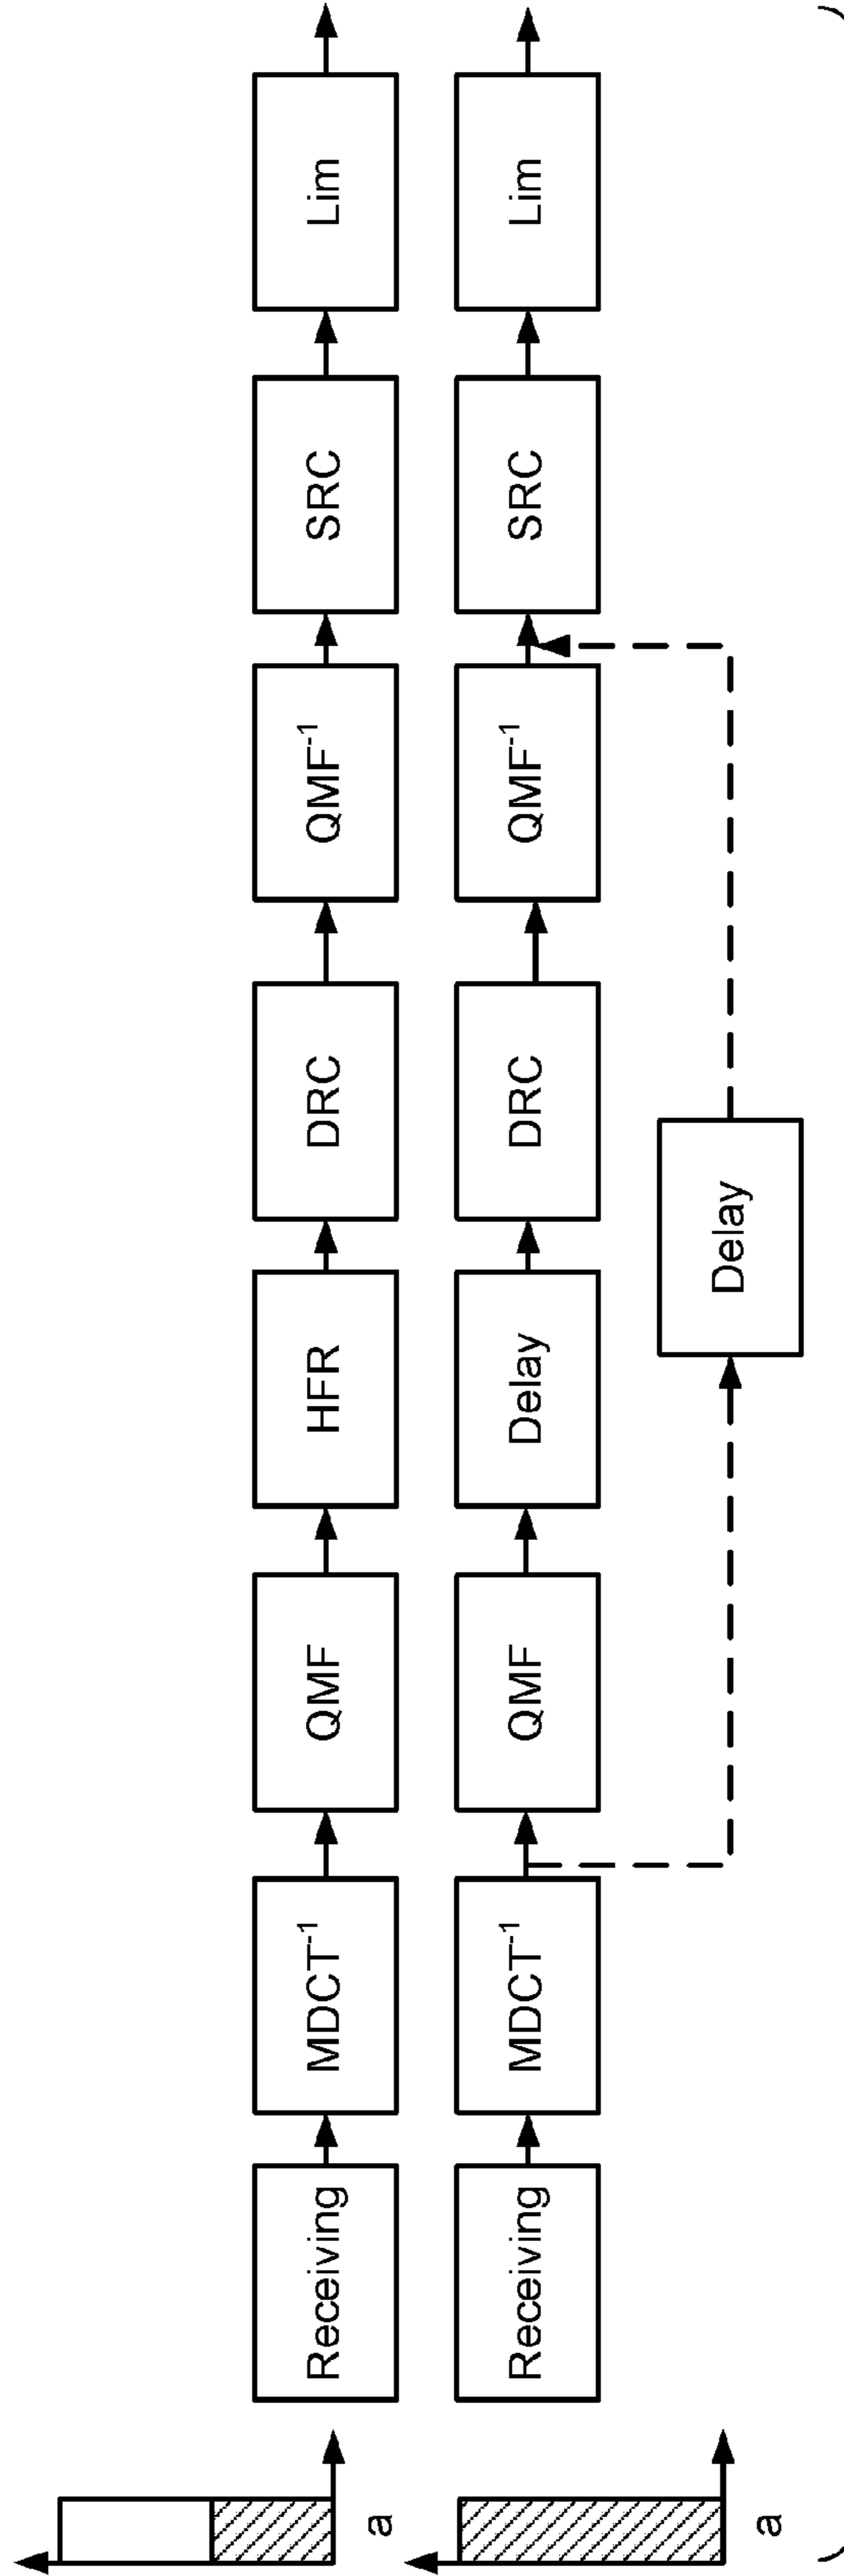 a
Receiving
MDCT⁻¹
QMF
HFR
DRC
QMF⁻¹
SRC
Lim
a
Receiving
MDCT⁻¹
QMF
Delay
DRC
QMF⁻¹
SRC
Lim
Delay